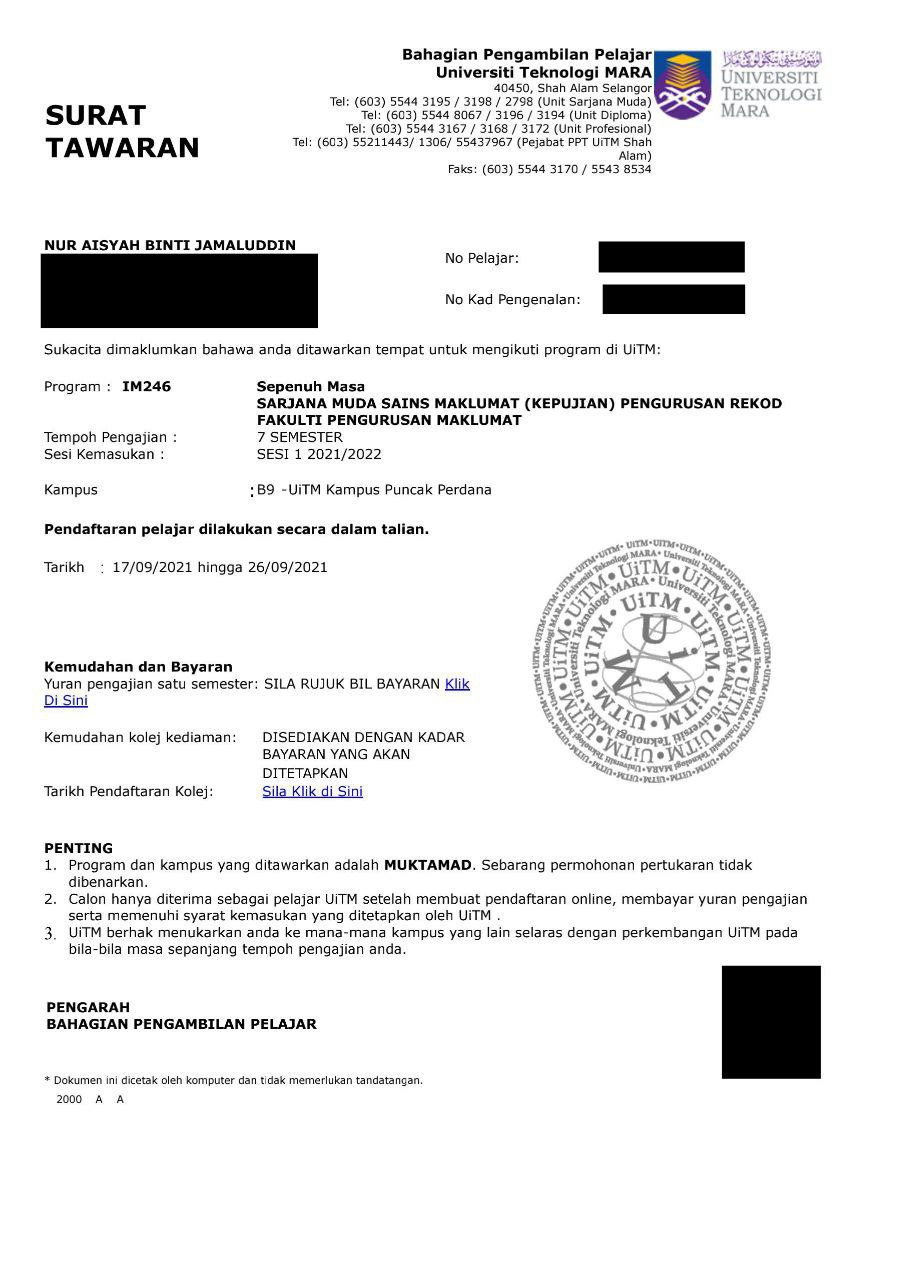 SURAT
TAWARAN
Bahagian Pengambilan Pelajar
Universiti Teknologi MARA
40450, Shah Alam Selangor
Tel: (603) 5544 3195 / 3198 / 2798 (Unit Sarjana Muda)
Tel: (603) 5544 8067 / 3196 / 3194 (Unit Diploma)
Tel: (603) 5544 3167 / 3168 / 3172 (Unit Profesional)
Tel: (603) 55211443/ 1306/ 55437967 (Pejabat PPT UiTM Shah
Alam)
Faks: (603) 5544 3170 / 5543 8534
UNIVERSITI
TEKNOLOGI
MARA
NUR AISYAH BINTI JAMALUDDIN
No Pelajar:
No Kad Pengenalan:
Sukacita dimaklumkan bahawa anda ditawarkan tempat untuk mengikuti program di UiTM:
Program : IM246 Sepenuh Masa
SARJANA MUDA SAINS MAKLUMAT (KEPUJIAN) PENGURUSAN REKOD
FAKULTI PENGURUSAN MAKLUMAT
Tempoh Pengajian : 7 SEMESTER
Sesi Kemasukan : SESI 1 2021/2022
Kampus : B9 -UiTM Kampus Puncak Perdana
Pendaftaran pelajar dilakukan secara dalam talian.
Tarikh : 17/09/2021 hingga 26/09/2021
UiTM
Universiti Teknologi MARA
Kemudahan dan Bayaran
Yuran pengajian satu semester: SILA RUJUK BIL BAYARAN Klik
Di Sini
Kemudahan kolej kediaman: DISEDIAKAN DENGAN KADAR
BAYARAN YANG AKAN
DITETAPKAN
Tarikh Pendaftaran Kolej: Sila Klik di Sini
PENTING
1. Program dan kampus yang ditawarkan adalah MUKTAMAD. Sebarang permohonan pertukaran tidak
dibenarkan.
2. Calon hanya diterima sebagai pelajar UiTM setelah membuat pendaftaran online, membayar yuran pengajian
serta memenuhi syarat kemasukan yang ditetapkan oleh UiTM .
3. UiTM berhak menukarkan anda ke mana-mana kampus yang lain selaras dengan perkembangan UiTM pada
bila-bila masa sepanjang tempoh pengajian anda.
PENGARAH
BAHAGIAN PENGAMBILAN PELAJAR
* Dokumen ini dicetak oleh komputer dan tidak memerlukan tandatangan.
2000 A A